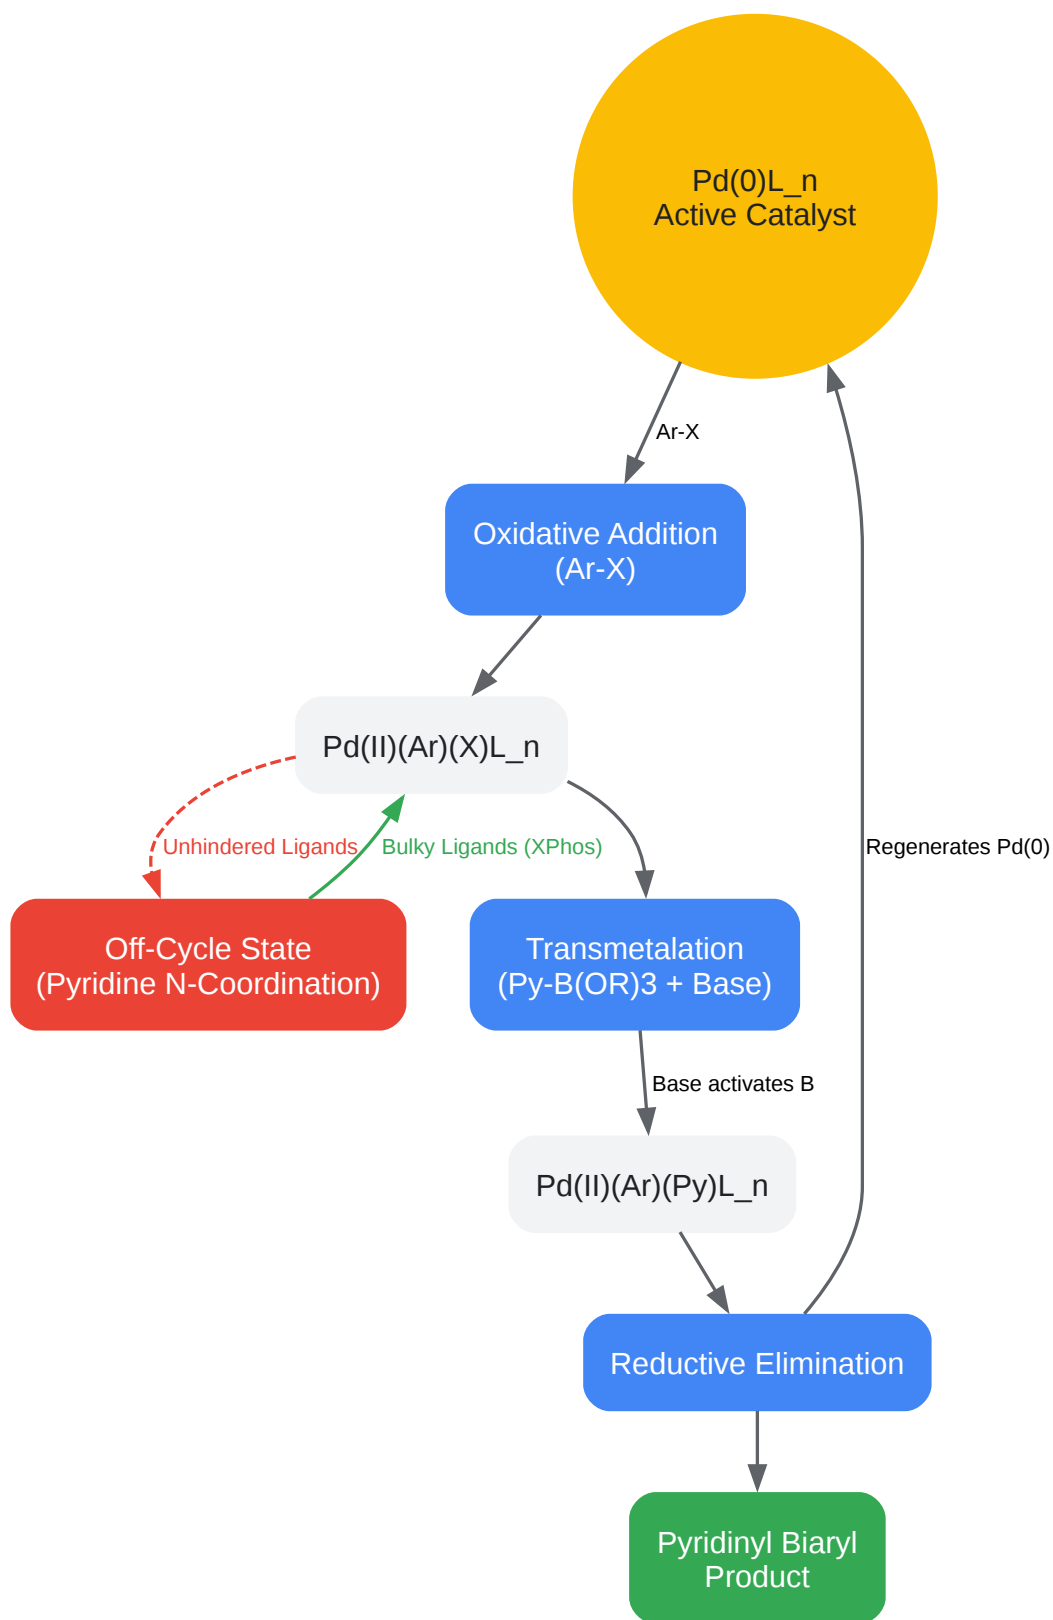 Pd(0)L_n
Active Catalyst
Ar-X
Oxidative Addition
(Ar-X)
Pd(II)(Ar)(X)L_n
Unhindered Ligands
Bulky Ligands (XPhos)
Regenerates Pd(0)
Off-Cycle State
(Pyridine N-Coordination)
Transmetalation
(Py-B(OR)3 + Base)
Base activates B
Pd(II)(Ar)(Py)L_n
Reductive Elimination
Pyridinyl Biaryl
Product